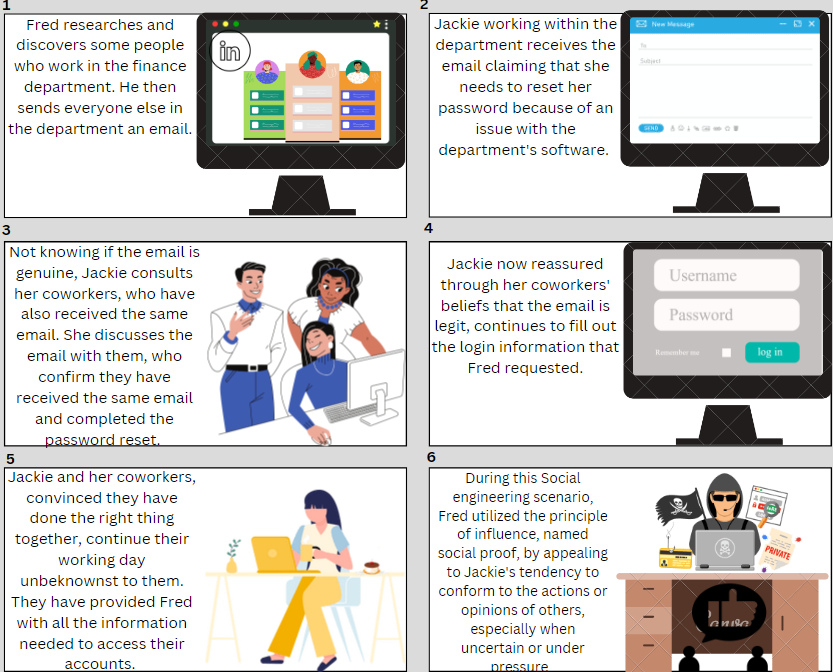 1
Fred researches and
discovers some people
who work in the finance
department. He then
sends everyone else in
the department an email.
in
2
Jackie working within the
department receives the
email claiming that she
needs to reset her
password because of an
issue with the
department's software.
New Message
To
Subject
SEND
3
Not knowing if the email is
genuine, Jackie consults
her coworkers, who have
also received the same
email. She discusses the
email with them, who
confirm they have
received the same email
and completed the
password reset.
4
Jackie now reassured
through her coworkers'
beliefs that the email is
legit, continues to fill out
the login information that
Fred requested.
Username
Password
Remember me
log in
5
Jackie and her coworkers,
convinced they have
done the right thing
together, continue their
working day
unbeknownst to them.
They have provided Fred
with all the information
needed to access their
accounts.
6
During this Social
engineering scenario,
Fred utilized the principle
of influence, named
social proof, by appealing
to Jackie's tendency to
conform to the actions or
opinions of others,
especially when
uncertain or under
pressure
PRIVATE
Canva